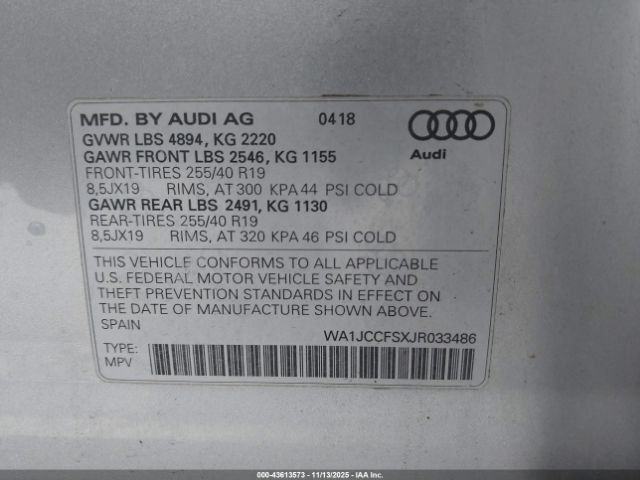 MFD. BY AUDI AG 0418
GVWR LBS 4894, KG 2220
GAWR FRONT LBS 2546, KG 1155
FRONT-TIRES 255/40 R19
8,5JX19 RIMS, AT 300 KPA 44 PSI COLD
GAWR REAR LBS 2491, KG 1130
REAR-TIRES 255/40 R19
8,5JX19 RIMS, AT 320 KPA 46 PSI COLD
Audi
THIS VEHICLE CONFORMS TO ALL APPLICABLE
U.S. FEDERAL MOTOR VEHICLE SAFETY AND
THEFT PREVENTION STANDARDS IN EFFECT ON
THE DATE OF MANUFACTURE SHOWN ABOVE.
SPAIN
WA1JCCFSXJR033486
TYPE:
MPV
000-43613573 - 11/13/2025 - IAAI, Inc.